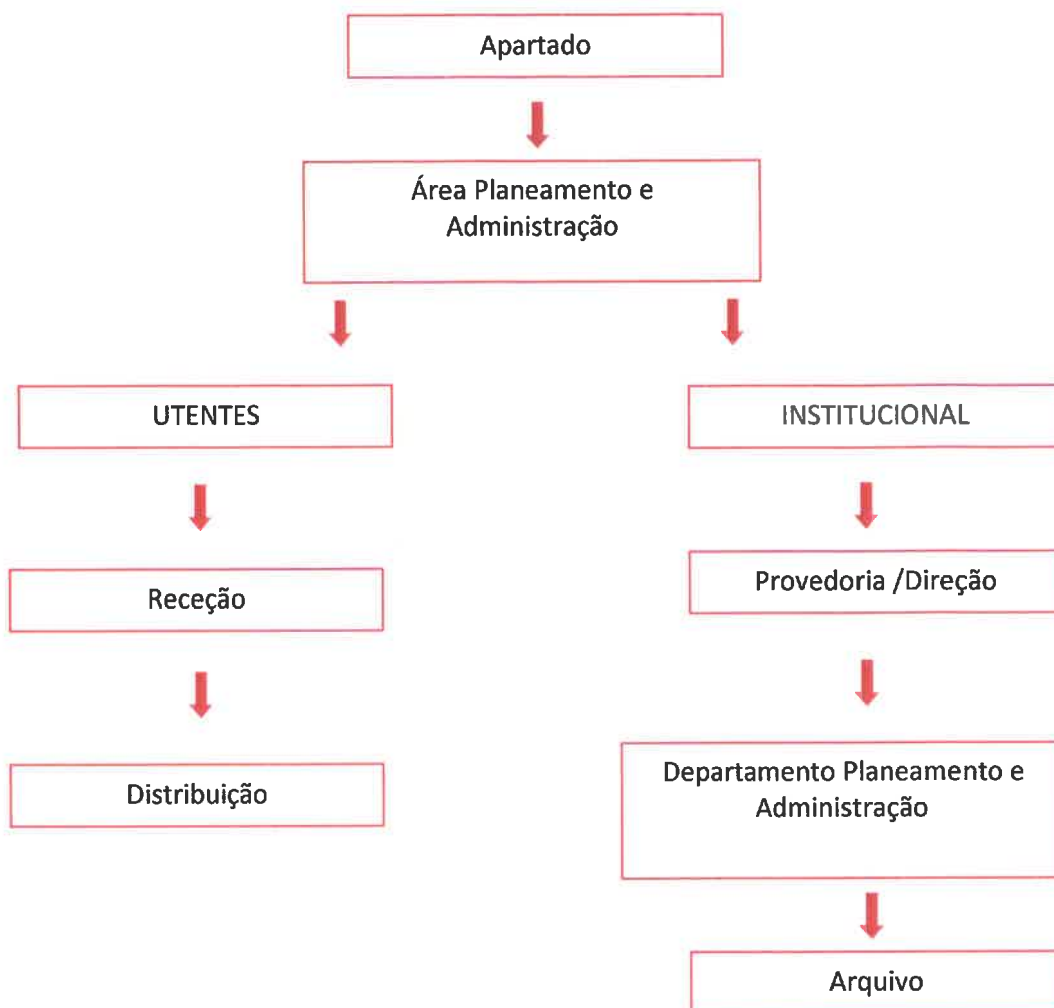 Apartado
Área Planeamento e
Administração
UTENTES
INSTITUCIONAL
Receção
Provedoria /Direção
Distribuição
Departamento Planeamento e
Administração
Arquivo